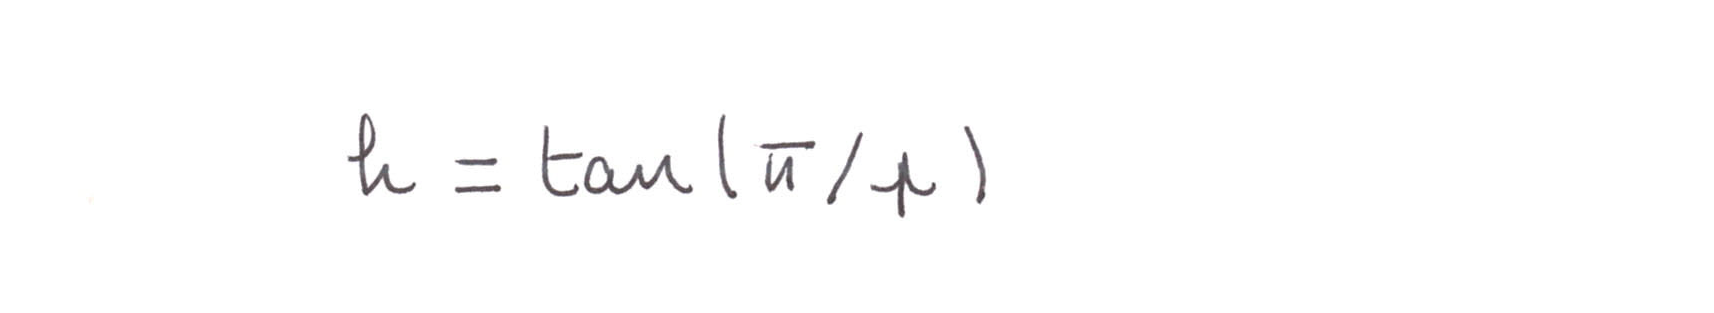 h = tan(π/p)